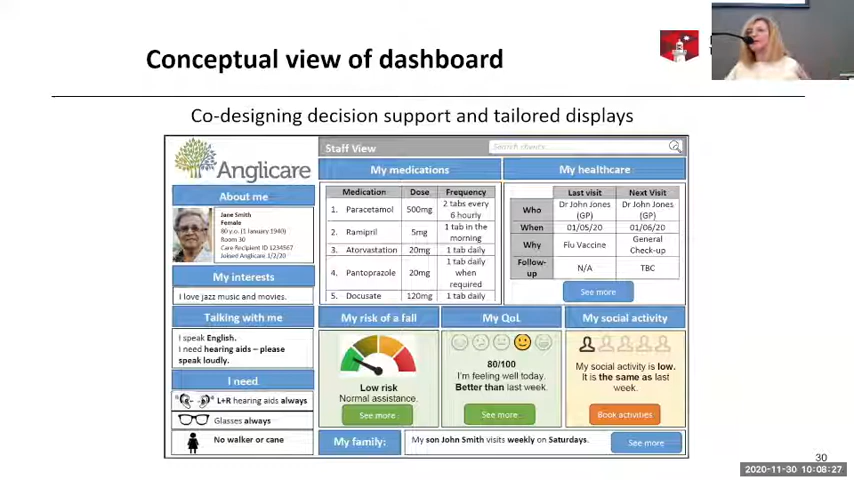 Conceptual view of dashboard
Co-designing decision support and tailored displays
Anglicare
Staff View
Search clients...
About me
Jane Smith
Female
80 y.o. (1 January 1940)
Room 30
Care Recipient ID 1234567
Joined Anglicare 1/2/20
My interests
I love jazz music and movies.
Talking with me
I speak English.
I need hearing aids – please
speak loudly.
I need
L+R hearing aids always
Glasses always
No walker or cane
My medications
Medication Dose Frequency
1. Paracetamol 500mg 2 tabs every
6 hourly
2. Ramipril 5mg 1 tab in the
morning
3. Atorvastation 20mg 1 tab daily
4. Pantoprazole 20mg 1 tab daily
when
required
5. Docusate 120mg 1 tab daily
My healthcare
Last visit Next Visit
Who Dr John Jones
(GP) Dr John Jones
(GP)
When 01/05/20 01/06/20
Why Flu Vaccine General
Check-up
Follow-
up N/A TBC
See more
My risk of a fall
Low risk
Normal assistance.
See more
My QoL
80/100
I'm feeling well today.
Better than last week.
See more
My social activity
My social activity is low.
It is the same as last
week.
Book activities
My family:
My son John Smith visits weekly on Saturdays.
See more
30
2020-11-30 10:08:27